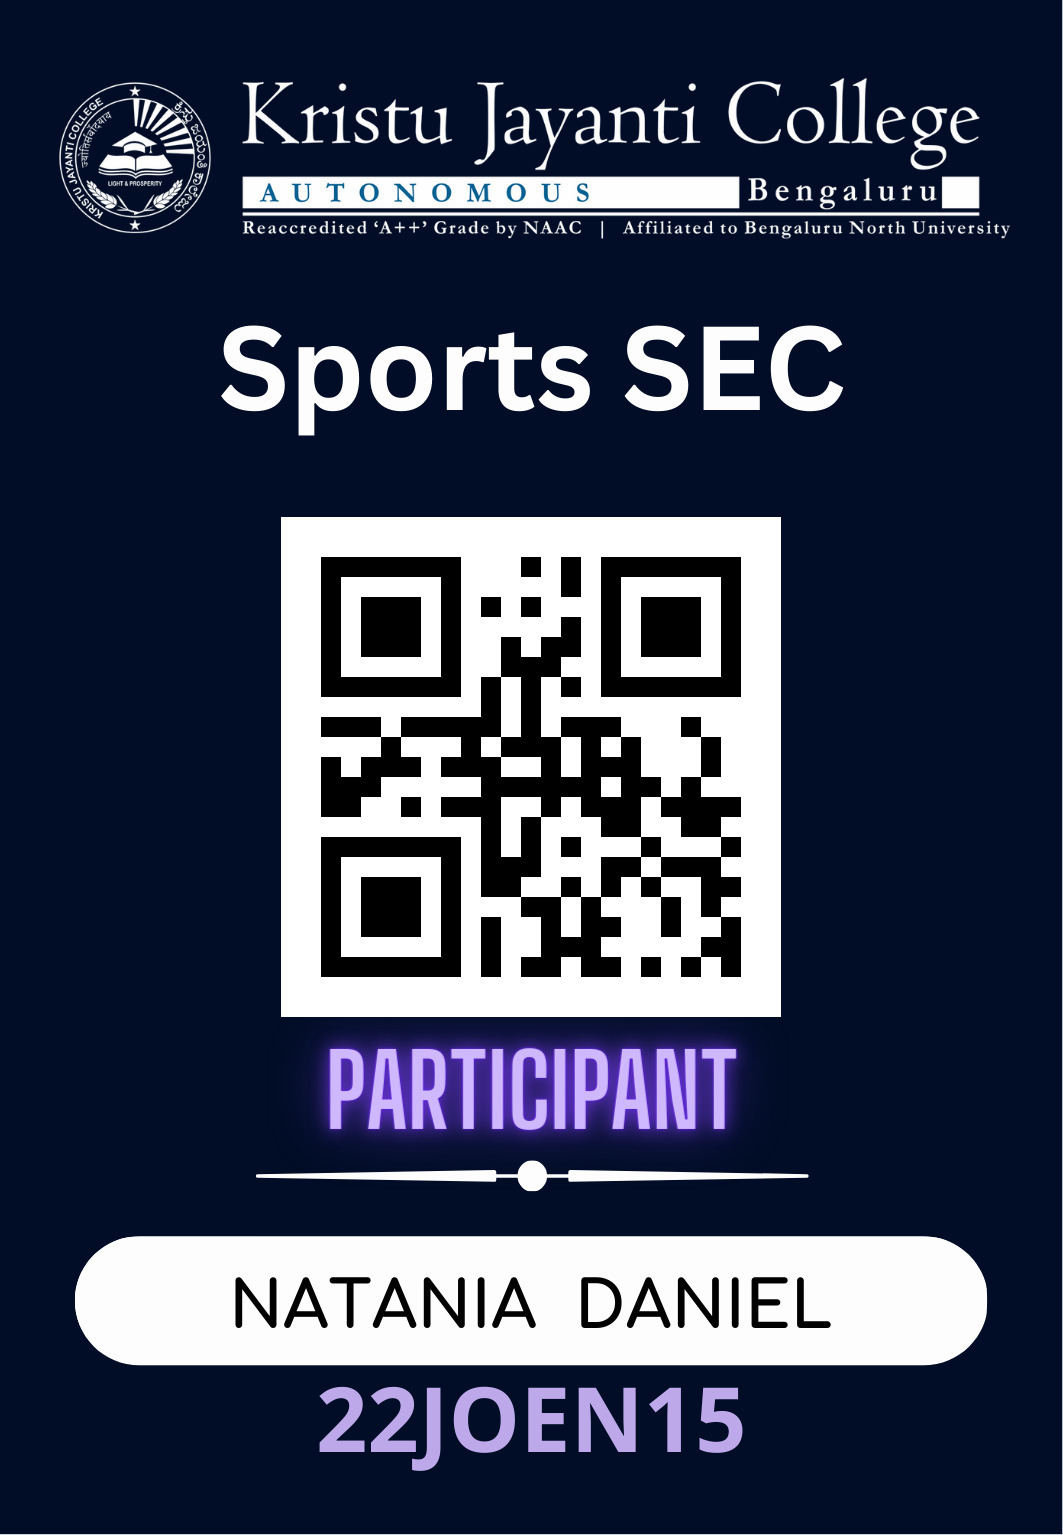 Kristu Jayanti College
AUTONOMOUS Bengaluru
Reaccredited ‘A++’ Grade by NAAC | Affiliated to Bengaluru North University
KRISTU JAYANTI COLLEGE
LIGHT & PROSPERITY
Sports SEC
PARTICIPANT
NATANIA DANIEL
22JOEN15